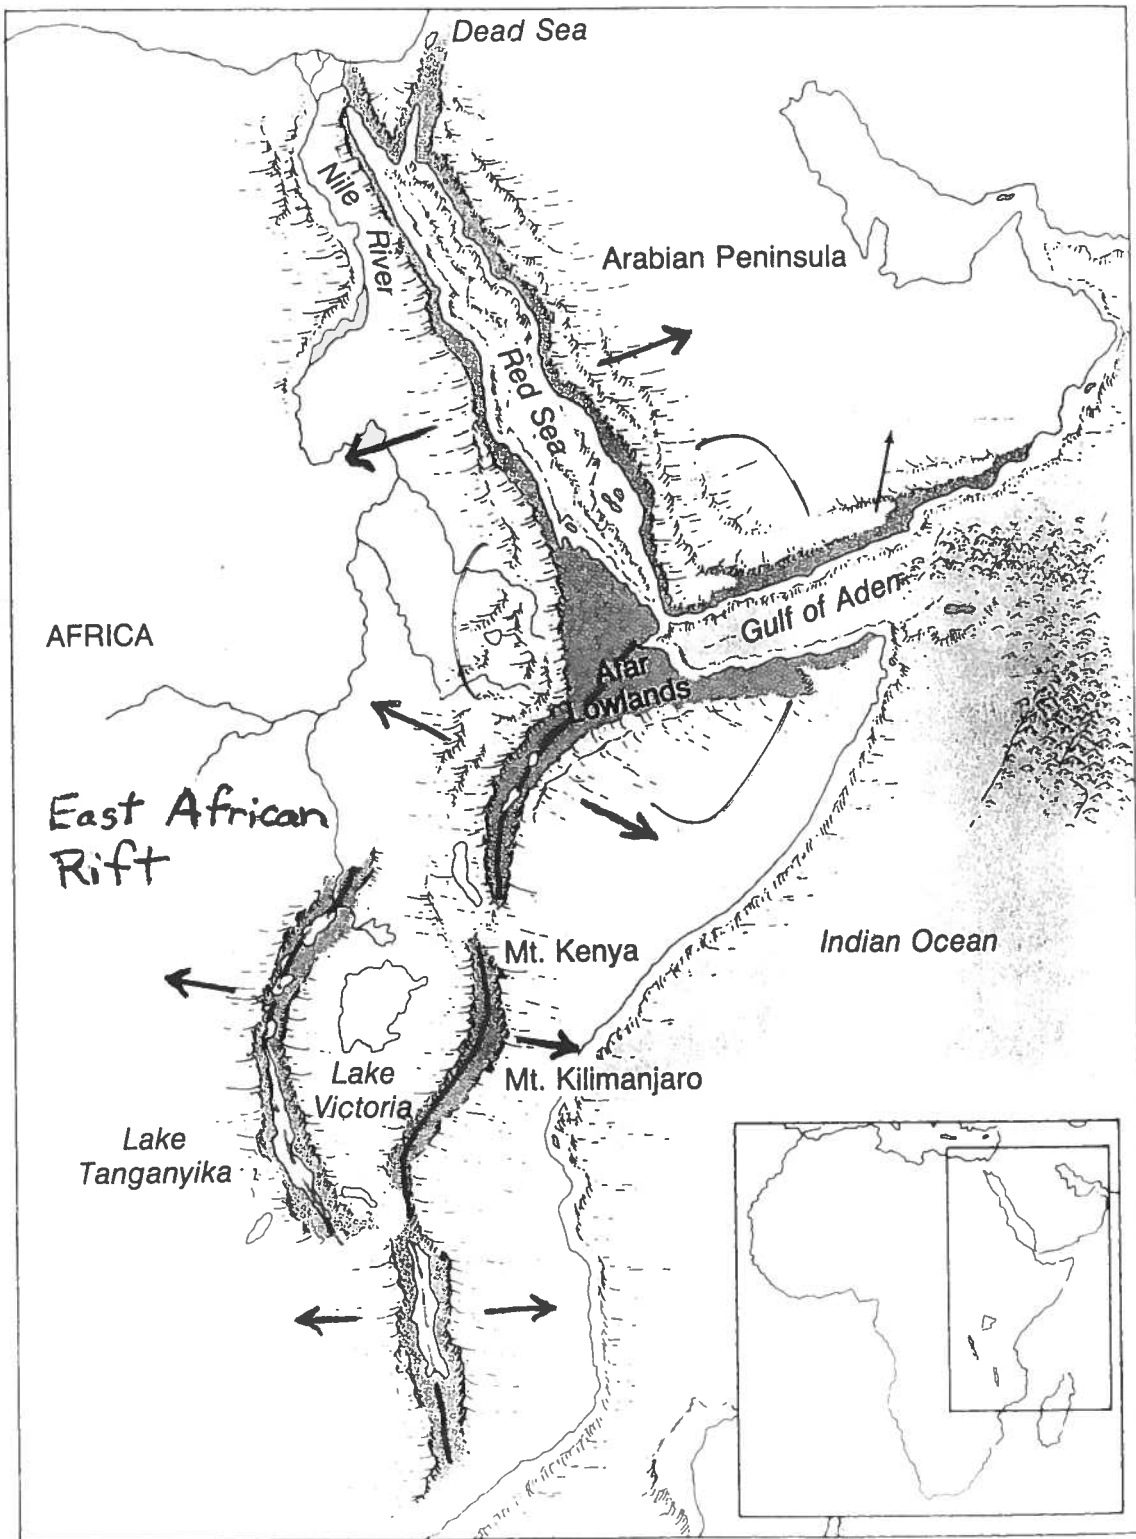 Dead Sea
Nile
River
Arabian Peninsula
Red Sea
AFRICA
Gulf of Aden
Afar
Lowlands
East African
Rift
Mt. Kenya
Indian Ocean
Lake
Victoria
Mt. Kilimanjaro
Lake
Tanganyika